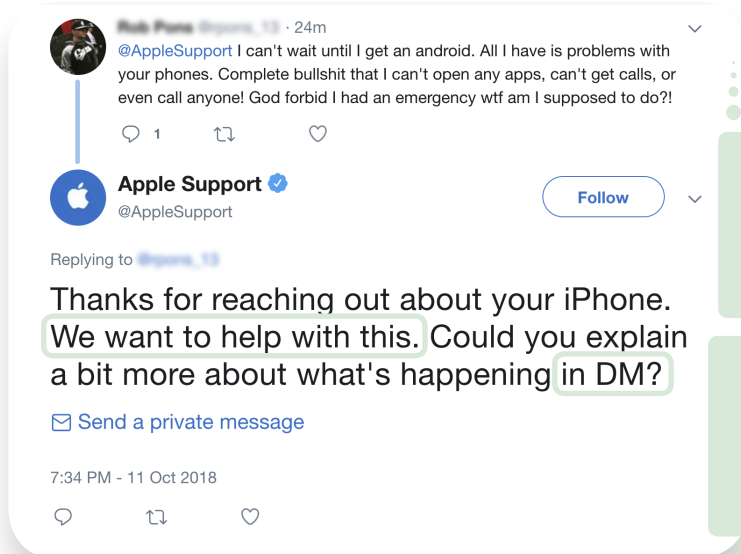 · 24m
@AppleSupport I can't wait until I get an android. All I have is problems with
your phones. Complete bullshit that I can't open any apps, can't get calls, or
even call anyone! God forbid I had an emergency wtf am I supposed to do?!
1
Apple Support
@AppleSupport
Follow
Replying to
Thanks for reaching out about your iPhone.
We want to help with this. Could you explain
a bit more about what's happening in DM?
Send a private message
7:34 PM - 11 Oct 2018